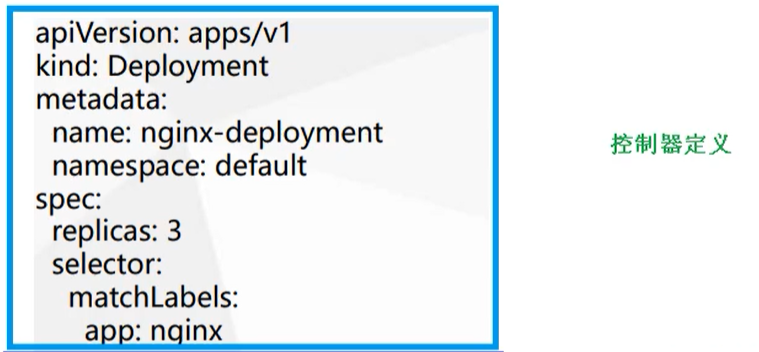 apiVersion: apps/v1
kind: Deployment
metadata:
  name: nginx-deployment
  namespace: default
spec:
  replicas: 3
  selector:
    matchLabels:
      app: nginx
控制器定义